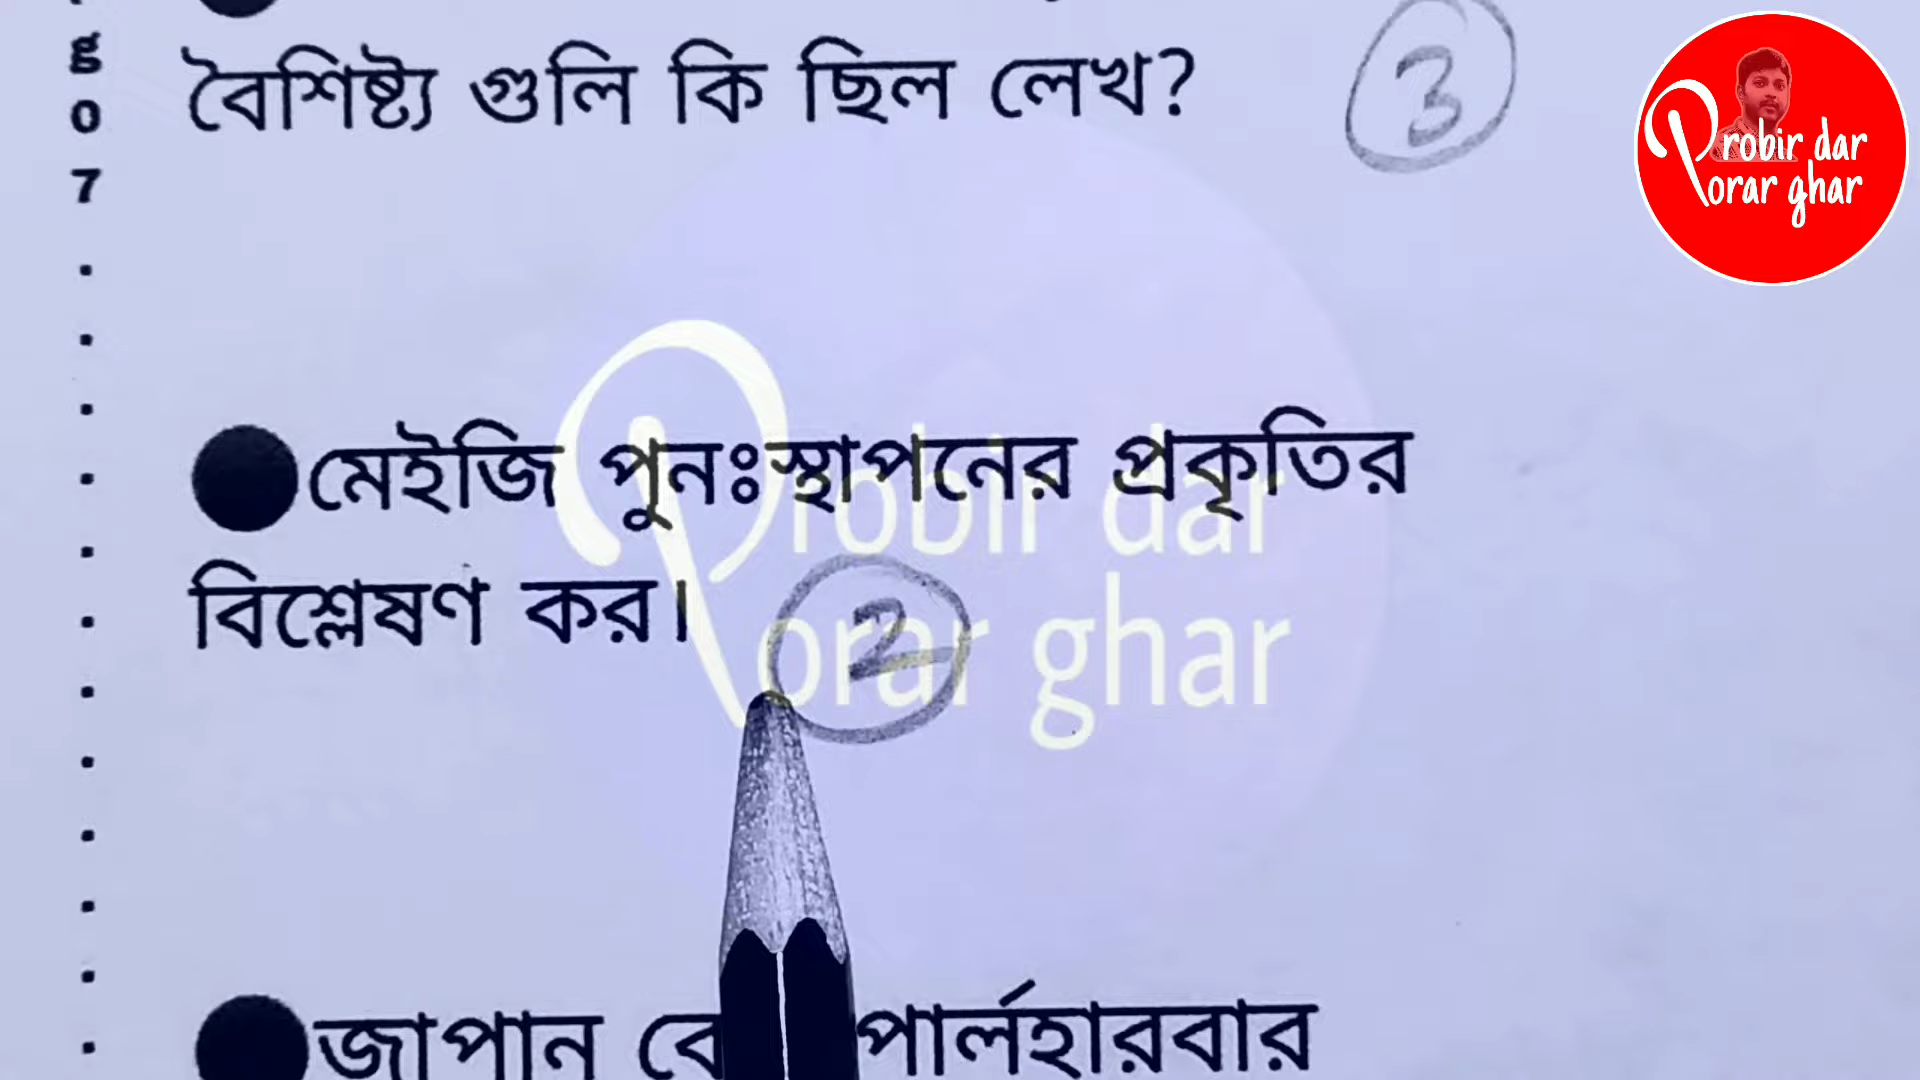 g
0
7
বৈশিষ্ট্য গুলি কি ছিল লেখ?
3
Probir dar
Porar ghar
মেইজি পুনঃস্থাপনের প্রকৃতির
বিশ্লেষণ কর।
2
Probir dar
Porar ghar
জাপান পার্লহারবার